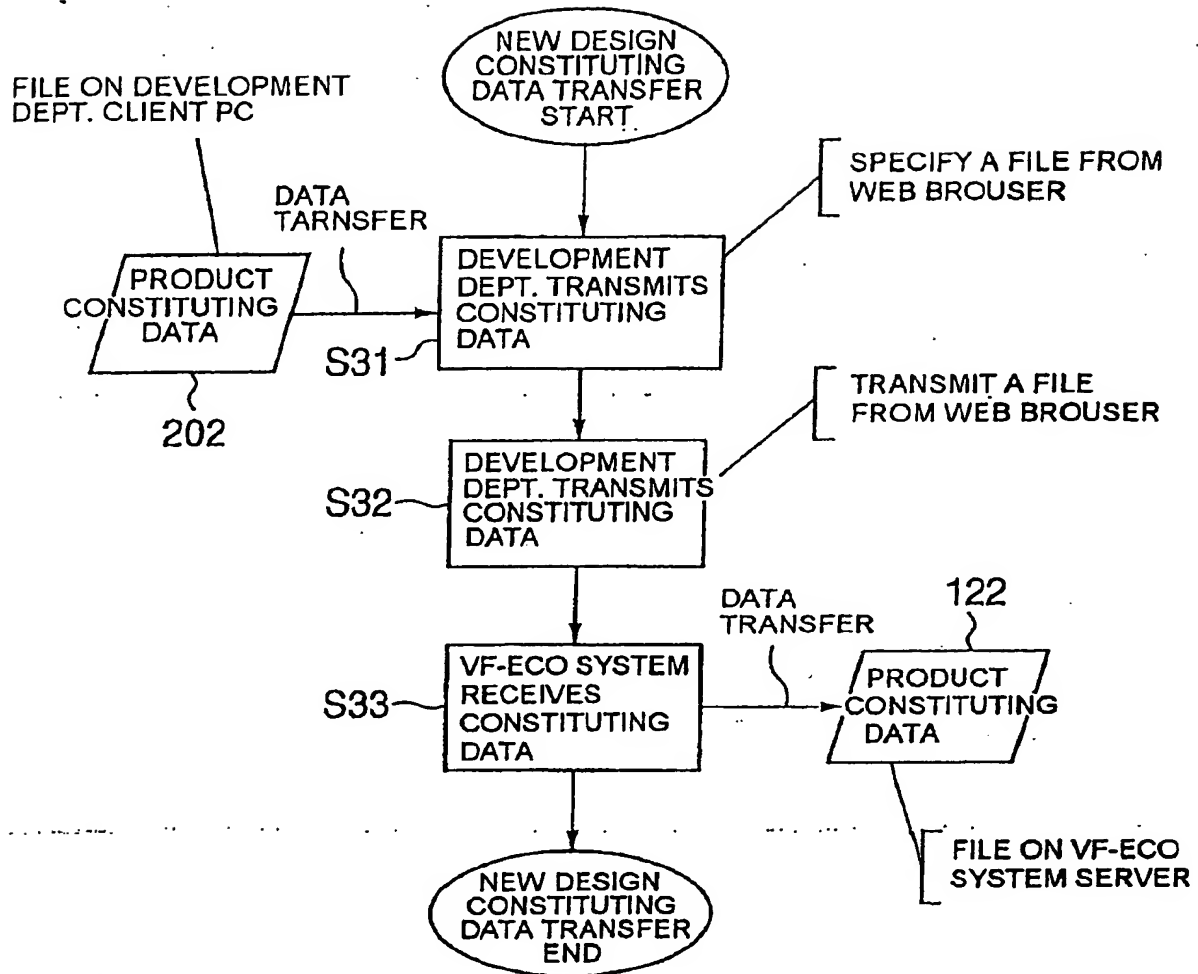 NEW DESIGN
CONSTITUTING
DATA TRANSFER
START
FILE ON DEVELOPMENT
DEPT. CLIENT PC
SPECIFY A FILE FROM
WEB BROUSER
DATA
TARNSFER
PRODUCT
CONSTITUTING
DATA
202
DEVELOPMENT
DEPT. TRANSMITS
CONSTITUTING
DATA
S31
TRANSMIT A FILE
FROM WEB BROUSER
DEVELOPMENT
DEPT. TRANSMITS
CONSTITUTING
DATA
S32
VF-ECO SYSTEM
RECEIVES
CONSTITUTING
DATA
S33
DATA
TRANSFER
122
PRODUCT
CONSTITUTING
DATA
FILE ON VF-ECO
SYSTEM SERVER
NEW DESIGN
CONSTITUTING
DATA TRANSFER
END